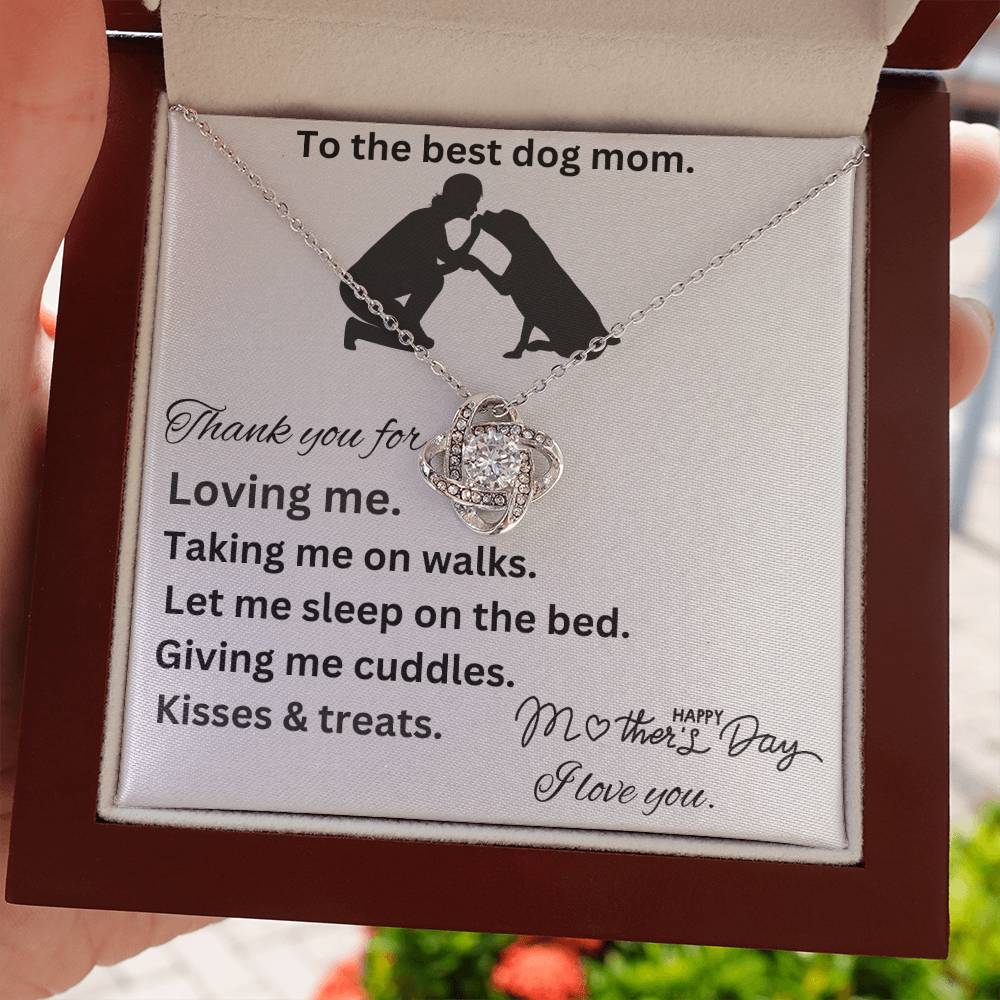 To the best dog mom.
Thank you for
Loving me.
Taking me on walks.
Let me sleep on the bed.
Giving me cuddles.
Kisses & treats.
HAPPY
Mother's Day
I love you.